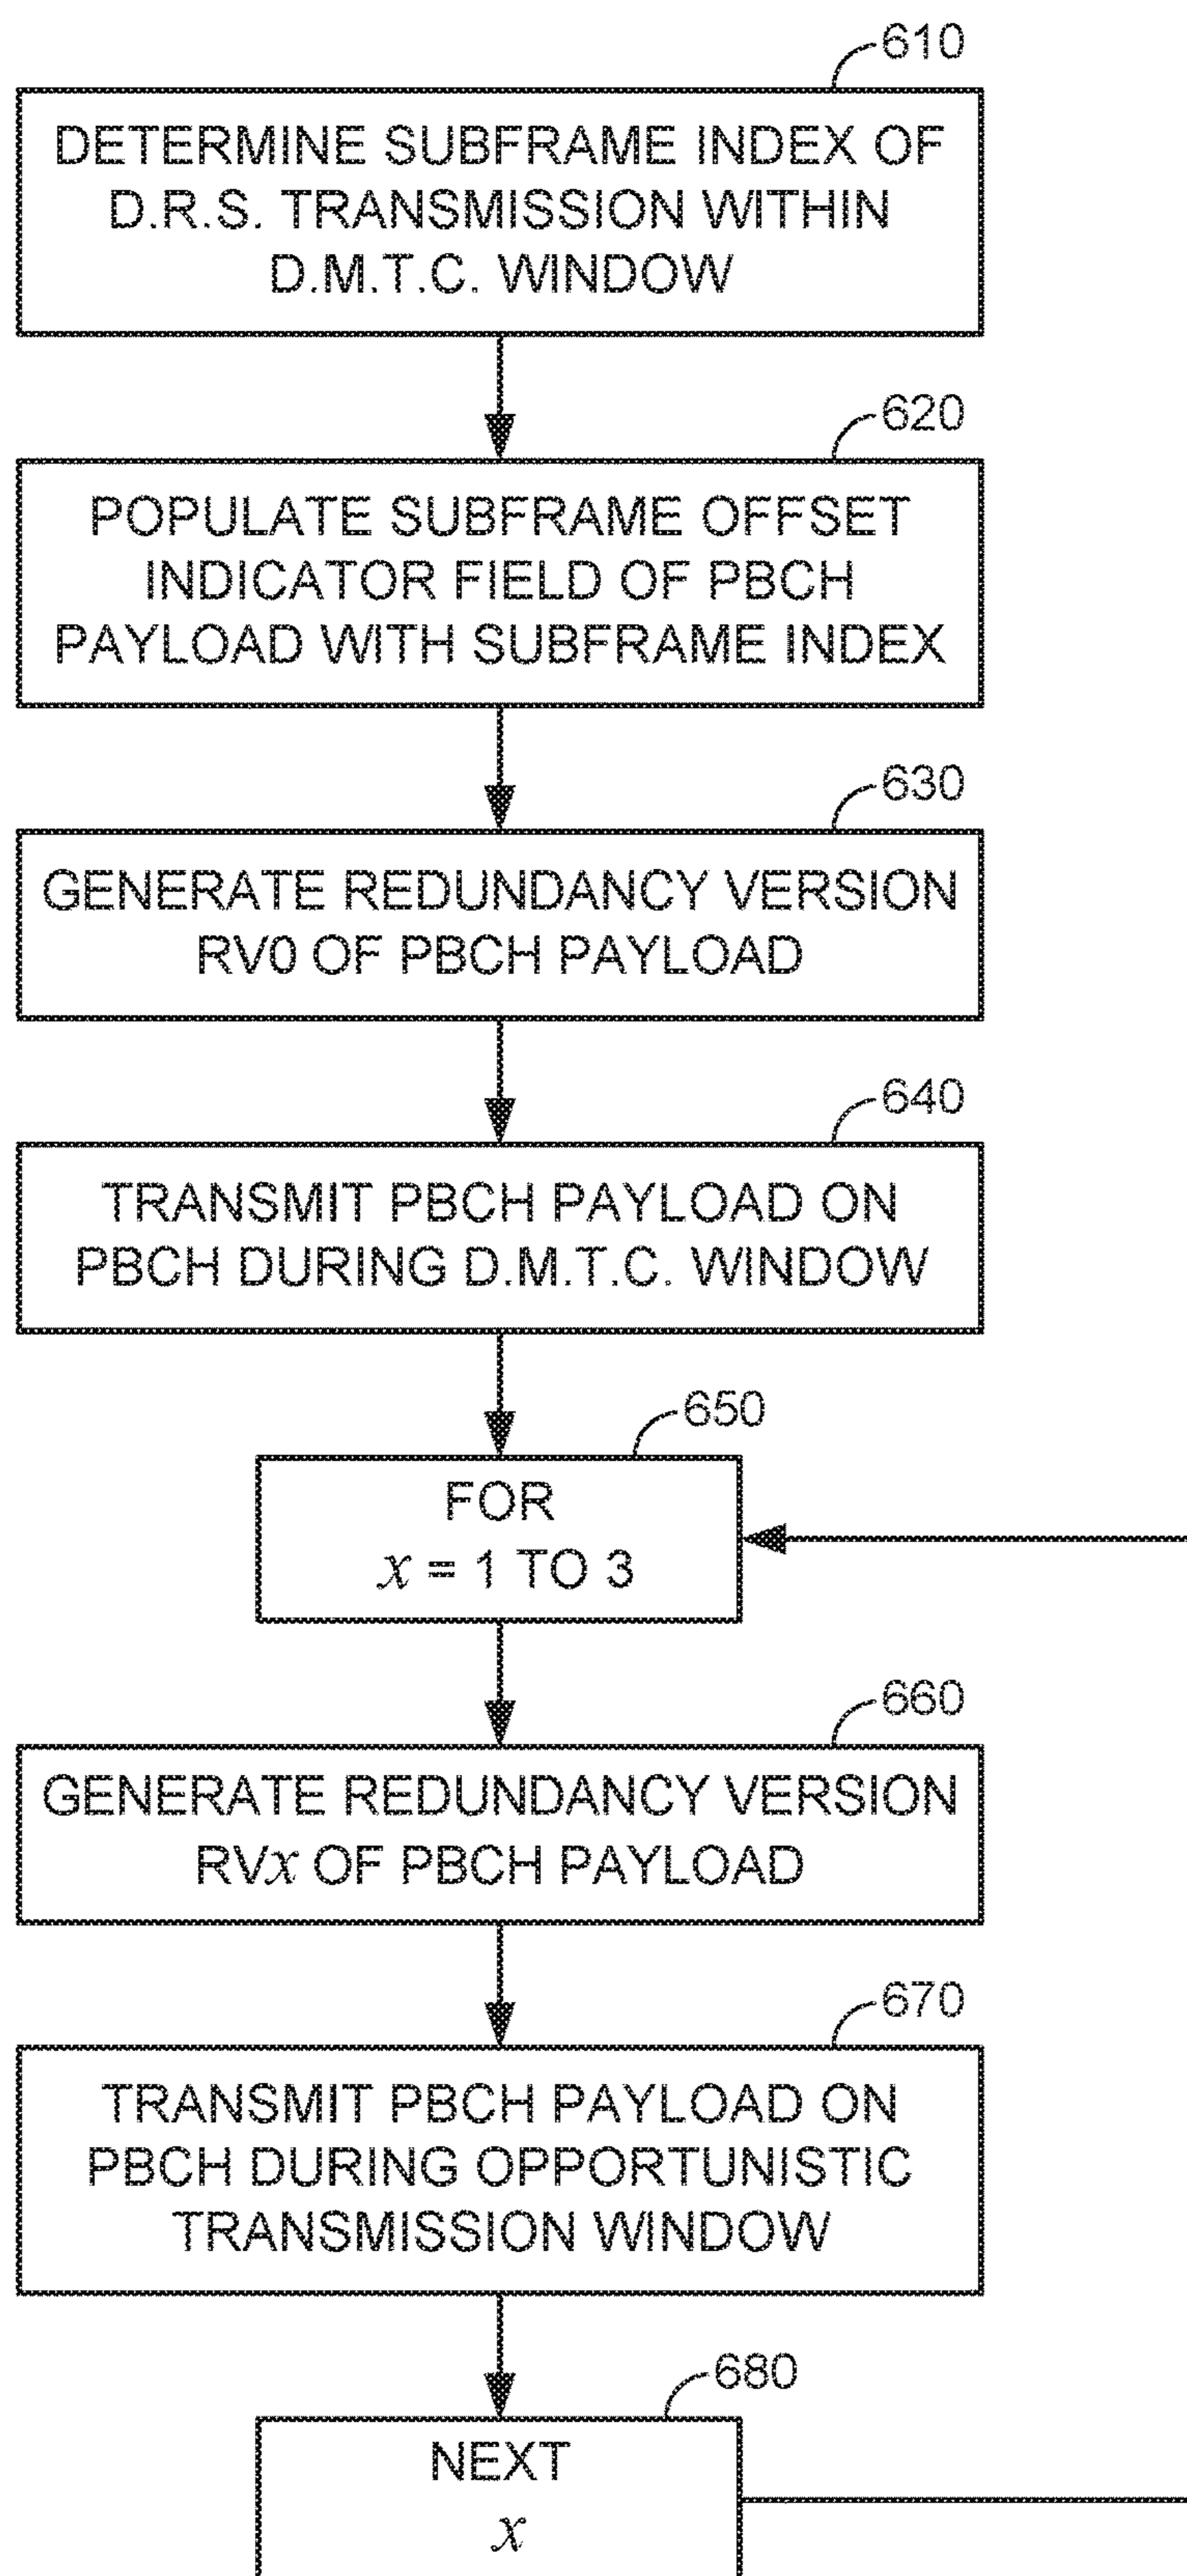 610
DETERMINE SUBFRAME INDEX OF
D.R.S. TRANSMISSION WITHIN
D.M.T.C. WINDOW
620
POPULATE SUBFRAME OFFSET
INDICATOR FIELD OF PBCH
PAYLOAD WITH SUBFRAME INDEX
630
GENERATE REDUNDANCY VERSION
RV0 OF PBCH PAYLOAD
640
TRANSMIT PBCH PAYLOAD ON
PBCH DURING D.M.T.C. WINDOW
650
FOR
x = 1 TO 3
660
GENERATE REDUNDANCY VERSION
RVx OF PBCH PAYLOAD
670
TRANSMIT PBCH PAYLOAD ON
PBCH DURING OPPORTUNISTIC
TRANSMISSION WINDOW
680
NEXT
x